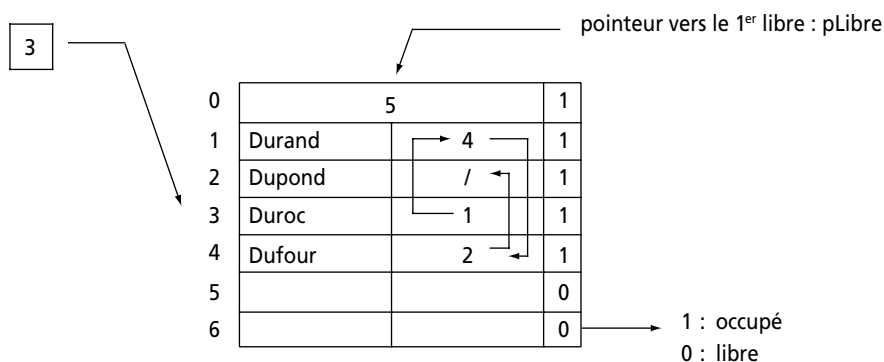 pointeur vers le 1er libre : pLibre
3
0 5 1
1 Durand 4 1
2 Dupond / 1
3 Duroc 1 1
4 Dufour 2 1
5 0
6 0
1 : occupé
0 : libre